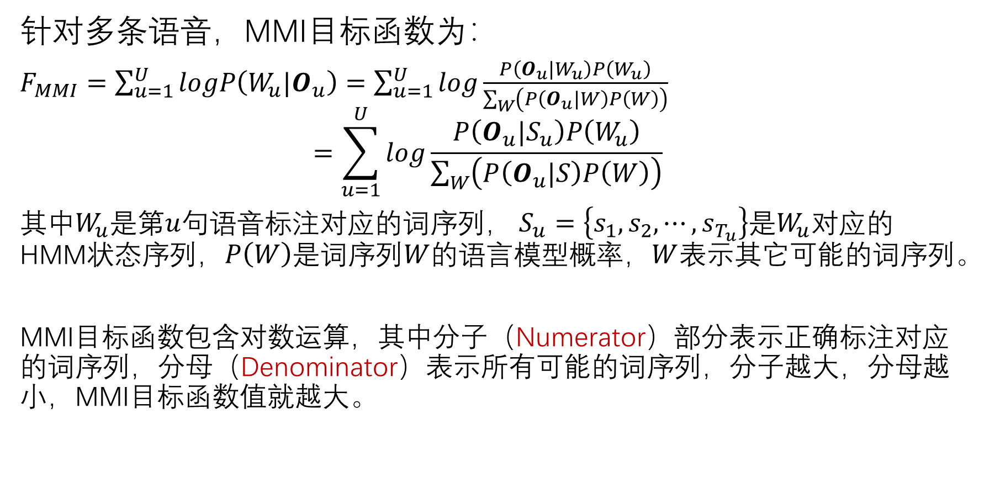 针对多条语音，MMI目标函数为：
$F_{MMI} = \sum_{u=1}^{U} logP(W_u|\boldsymbol{O}_u) = \sum_{u=1}^{U} log\frac{P(\boldsymbol{O}_u|W_u)P(W_u)}{\sum_W (P(\boldsymbol{O}_u|W)P(W))}$
$= \sum_{u=1}^{U} log\frac{P(\boldsymbol{O}_u|S_u)P(W_u)}{\sum_W (P(\boldsymbol{O}_u|S)P(W))}$
其中$W_u$是第$u$句语音标注对应的词序列，$S_u = \{s_1, s_2, \cdots, s_{T_u}\}$是$W_u$对应的
HMM状态序列，$P(W)$是词序列$W$的语言模型概率，$W$表示其它可能的词序列。
MMI目标函数包含对数运算，其中分子（Numerator）部分表示正确标注对应
的词序列，分母（Denominator）表示所有可能的词序列，分子越大，分母越
小，MMI目标函数值就越大。